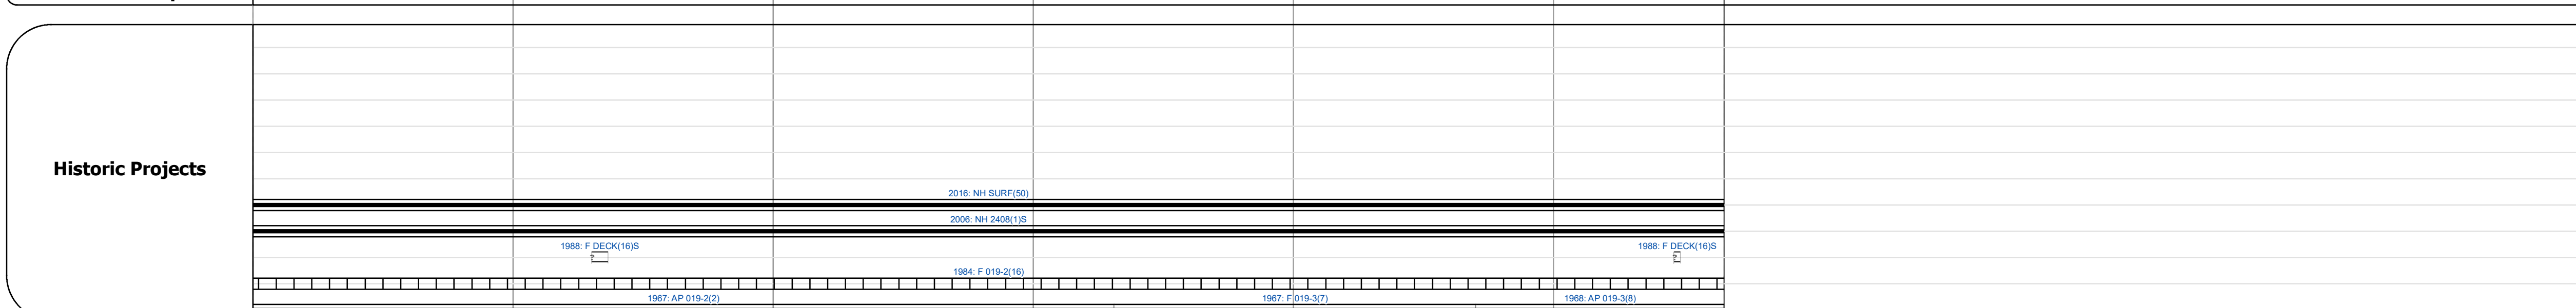 Historic Projects
2016: NH SURF(50)
2006: NH 2408(1)S
1988: F DECK(16)S
1988: F DECK(16)S
1984: F 019-2(16)
1967: AP 019-2(2)
1967: F 019-3(7)
1968: AP 019-3(8)